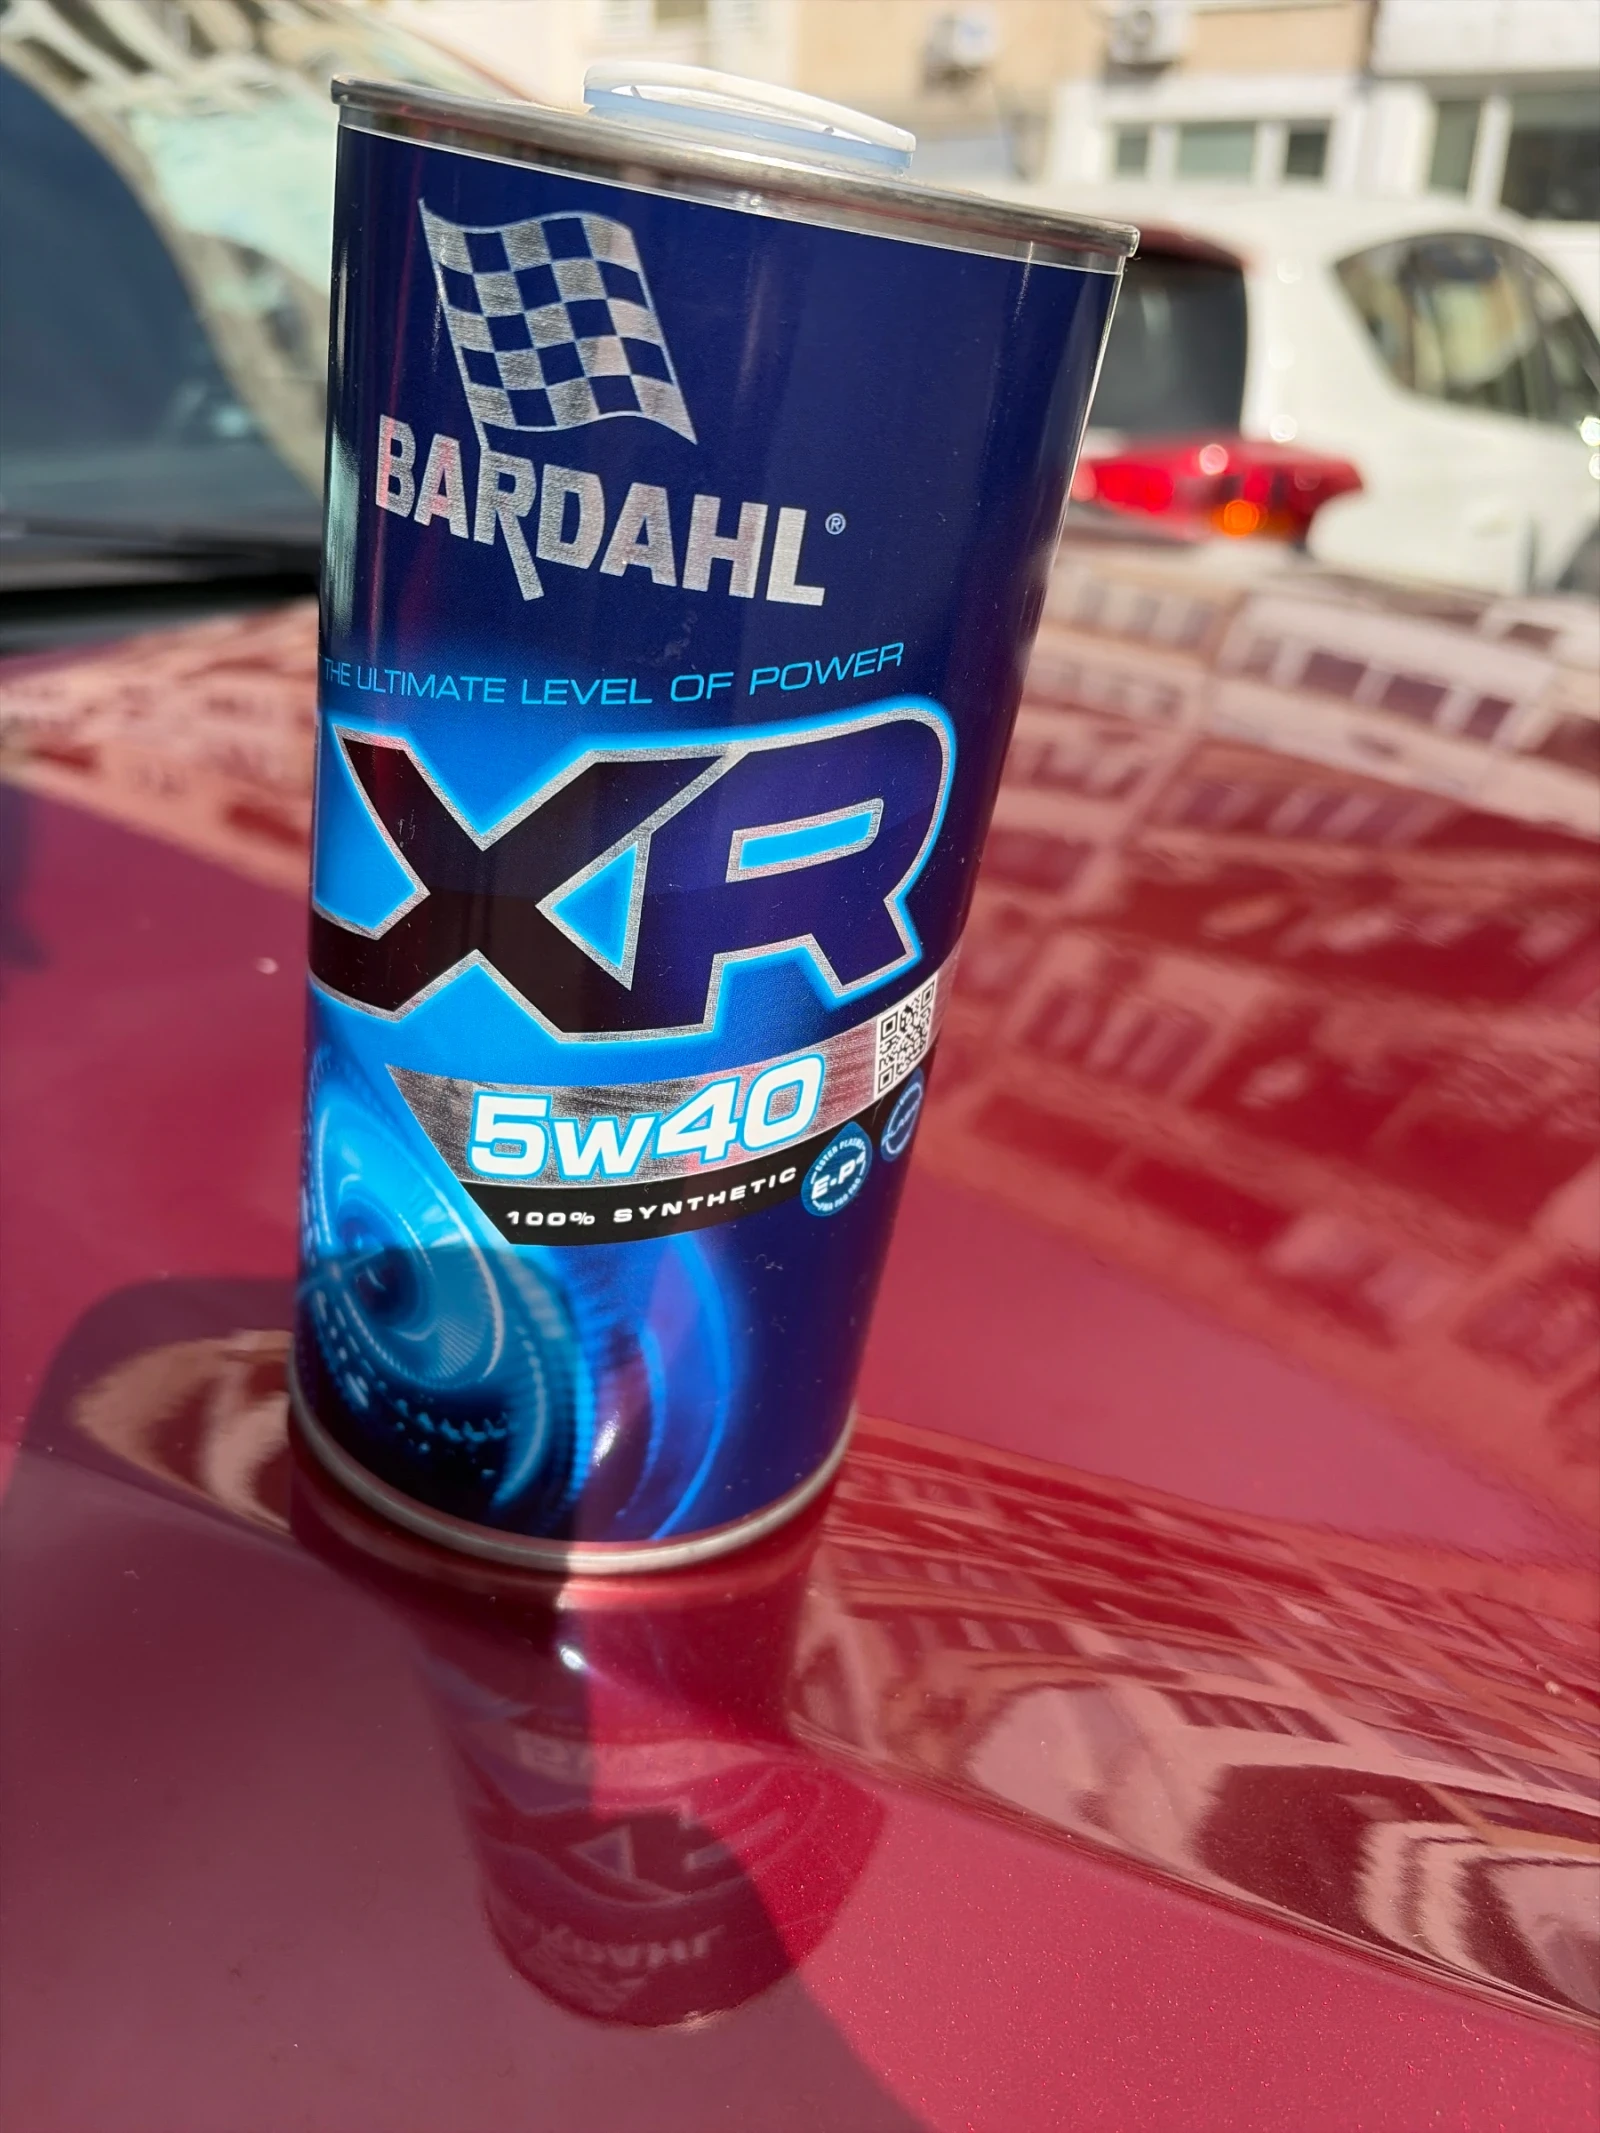 BARDAHL®
THE ULTIMATE LEVEL OF POWER
XR
5W40
100% SYNTHETIC
E-P